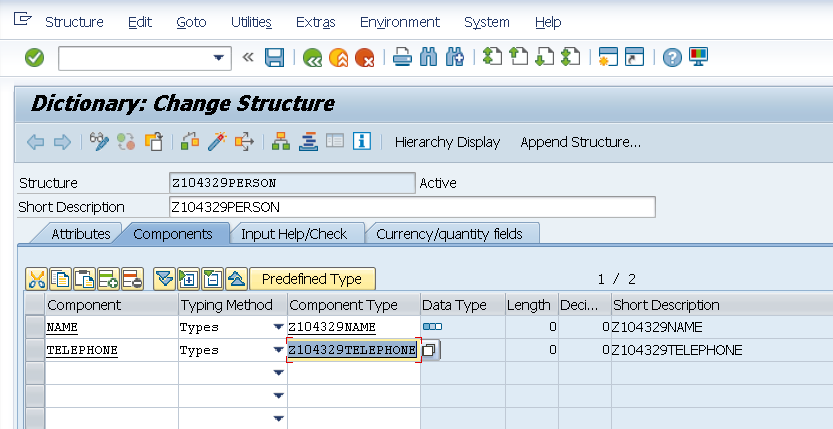 Structure Edit Goto Utilities Extras Environment System Help
Dictionary: Change Structure
Hierarchy Display Append Structure...
Structure Z104329PERSON Active
Short Description Z104329PERSON
Attributes Components Input Help/Check Currency/quantity fields
Predefined Type 1 / 2
Component Typing Method Component Type Data Type Length Deci... Short Description
NAME Types Z104329NAME 0 0 Z104329NAME
TELEPHONE Types Z104329TELEPHONE 0 0 Z104329TELEPHONE